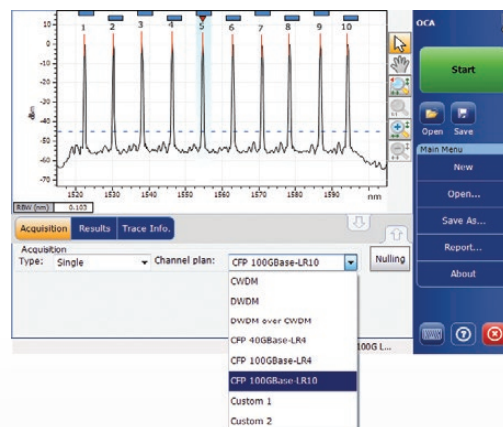 OCA
Start
Open Save
Main Menu
New
Open...
Save As...
Report...
About
10
0
-10
-20
-30
-40
-50
-60
-70
dBm
1 2 3 4 5 6 7 8 9 10
1520 1530 1540 1550 1560 1570 1580 1590 nm
RBW (nm) 0.103
Acquisition Results Trace Info.
Acquisition
Type: Single Channel plan: CFP 100GBase-LR10 Nulling
CWDM
DWDM
DWDM over CWDM
CFP 40GBase-LR4
CFP 100GBase-LR4
CFP 100GBase-LR10
Custom 1
Custom 2
100G L...